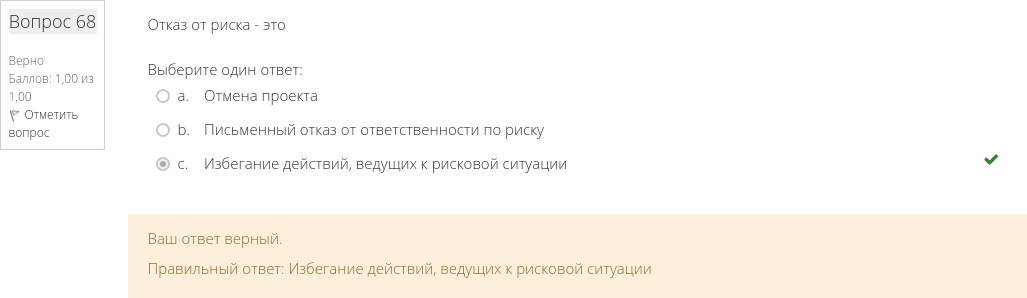 Вопрос 68
Верно
Баллов: 1,00 из
1,00
Отметить
вопрос
Отказ от риска - это
Выберите один ответ:
a. Отмена проекта
b. Письменный отказ от ответственности по риску
c. Избегание действий, ведущих к рисковой ситуации
Ваш ответ верный.
Правильный ответ: Избегание действий, ведущих к рисковой ситуации